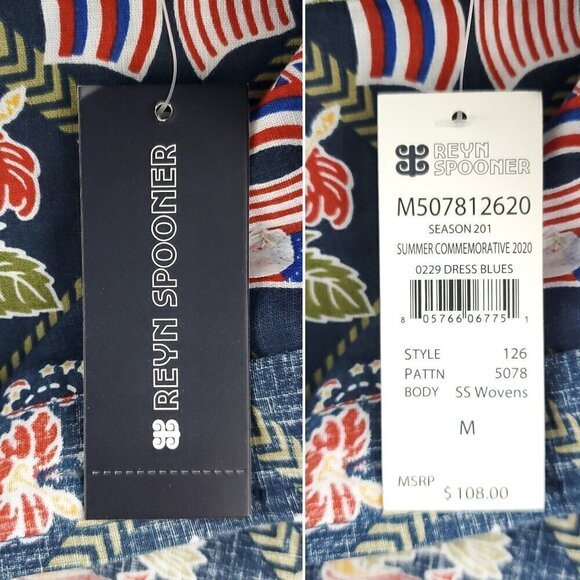 REYN SPOONER
REYN
SPOONER
M507812620
SEASON 201
SUMMER COMMEMORATIVE 2020
0229 DRESS BLUES
8 05766 06775 1
STYLE 126
PATTN 5078
BODY SS Wovens
M
MSRP
$ 108.00